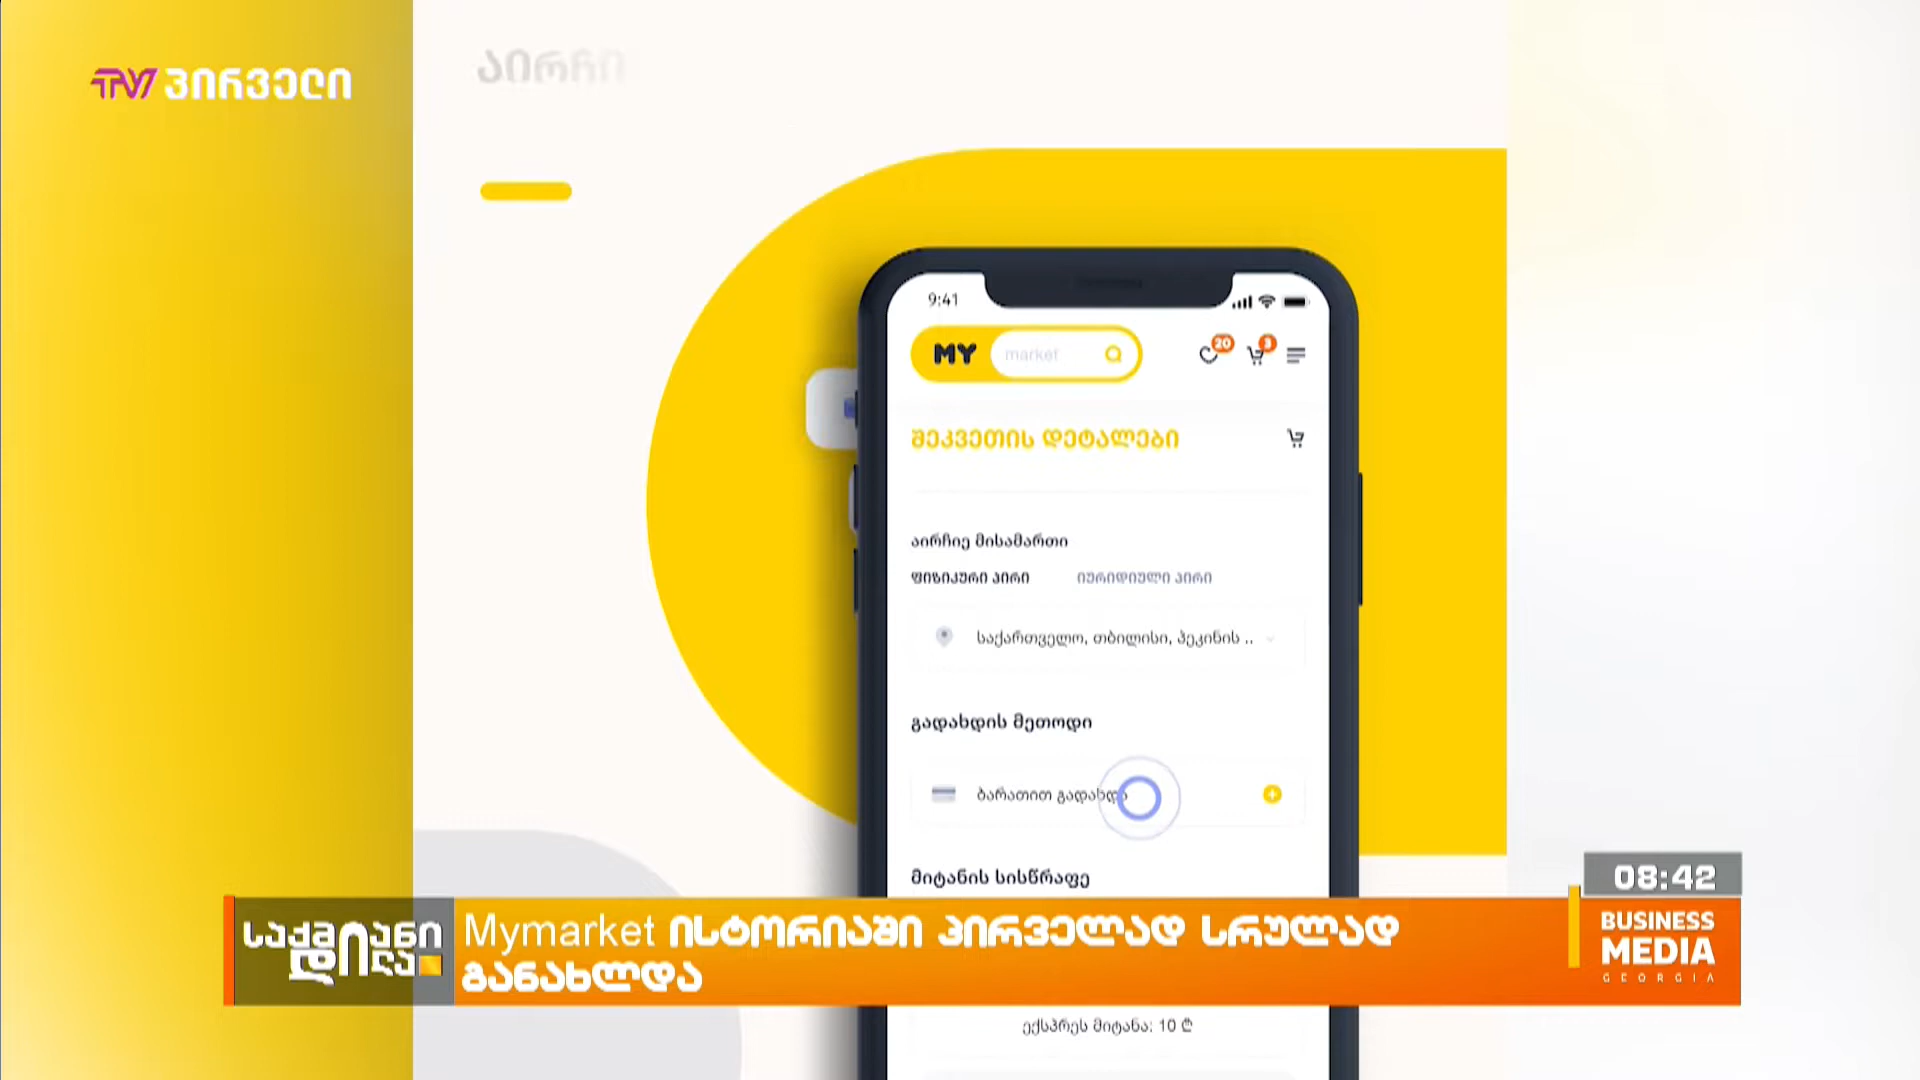 TV ᲞᲘᲠᲕᲔᲚᲘ
ᲐᲘᲠᲩᲘ
9:41
MY market
20
3
ᲨᲔᲙᲕᲔᲗᲘᲡ ᲓᲔᲢᲐᲚᲔᲑᲘ
აირჩიე მისამართი
ᲤᲘᲖᲘᲙᲣᲠᲘ ᲞᲘᲠᲘ ᲘᲣᲠᲘᲓᲘᲣᲚᲘ ᲞᲘᲠᲘ
საქართველო, თბილისი, პეკინის ..
გადახდის მეთოდი
ბარათით გადახდა
მიტანის სისწრაფე
08:42
საქმიანი
დილა
Mymarket ᲘᲡᲢᲝᲠᲘᲐᲨᲘ ᲞᲘᲠᲕᲔᲚᲐᲓ ᲡᲠᲣᲚᲐᲓ
ᲒᲐᲜᲐᲮᲚᲓᲐ
BUSINESS
MEDIA
GEORGIA
ექსპრეს მიტანა: 10 ₾